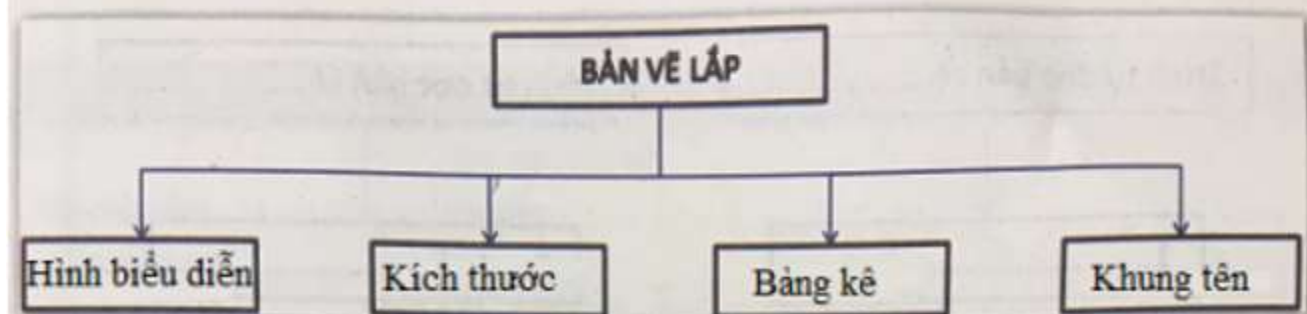 BẢN VẼ LẮP
Hình biểu diễn
Kích thước
Bảng kê
Khung tên